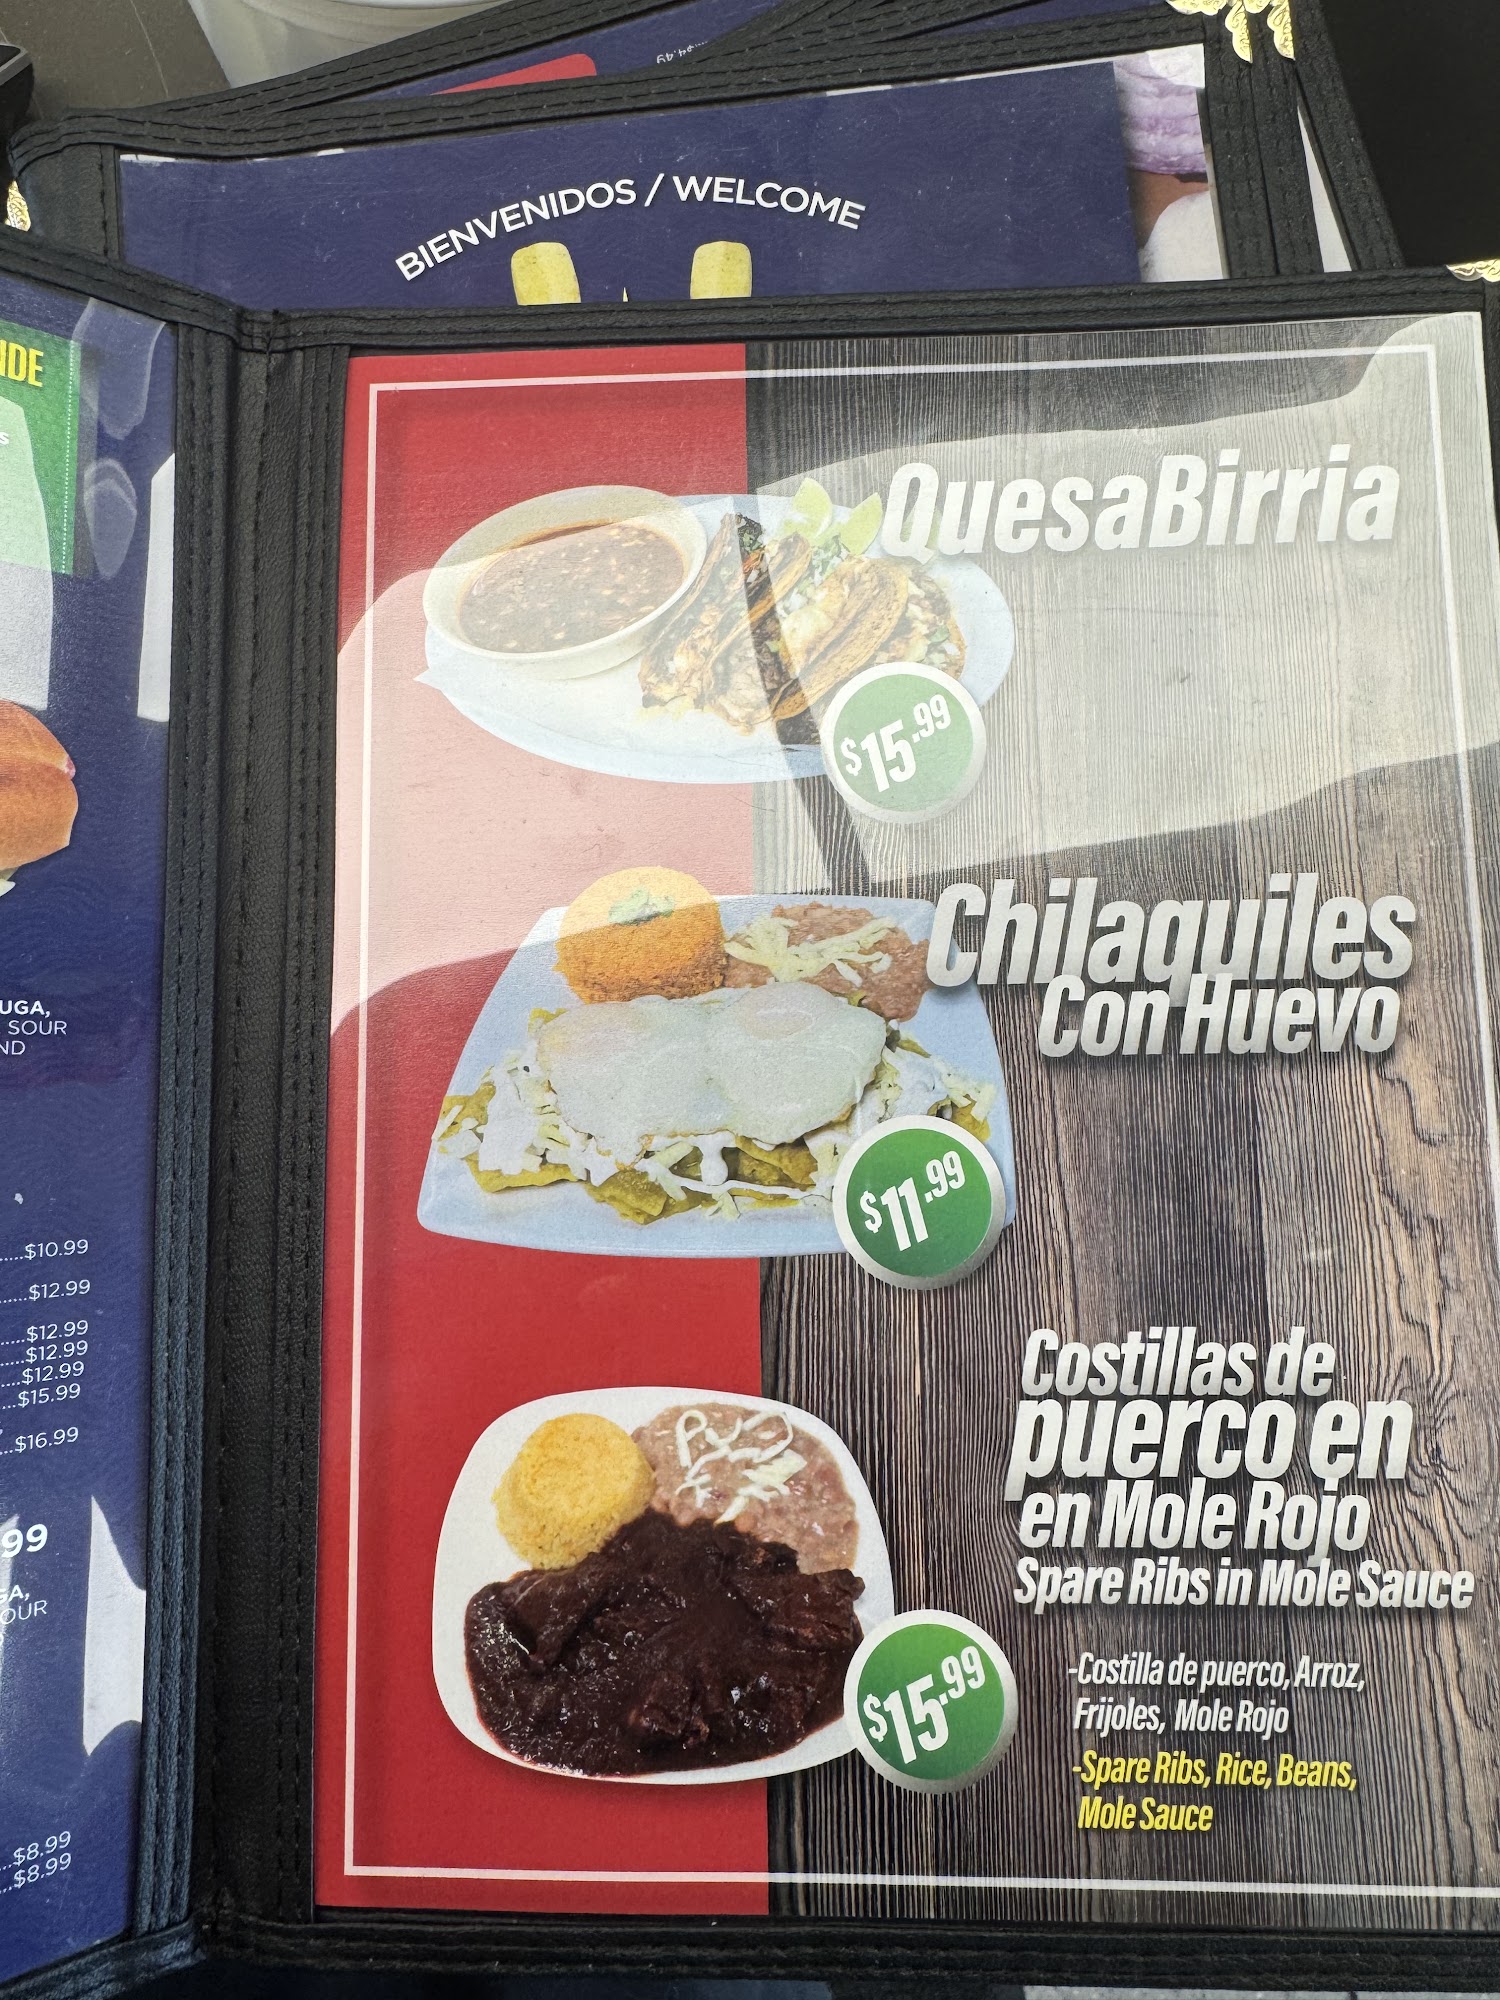 BIENVENIDOS / WELCOME
NDE
UGA,
SOUR
ND
$10.99
$12.99
$12.99
$12.99
$12.99
$15.99
$16.99
99
GA,
OUR
$8.99
$8.99
QuesaBirria
$15.99
Chilaquiles
Con Huevo
$11.99
Costillas de
puerco en
en Mole Rojo
Spare Ribs in Mole Sauce
$15.99
-Costilla de puerco, Arroz,
Frijoles, Mole Rojo
-Spare Ribs, Rice, Beans,
Mole Sauce